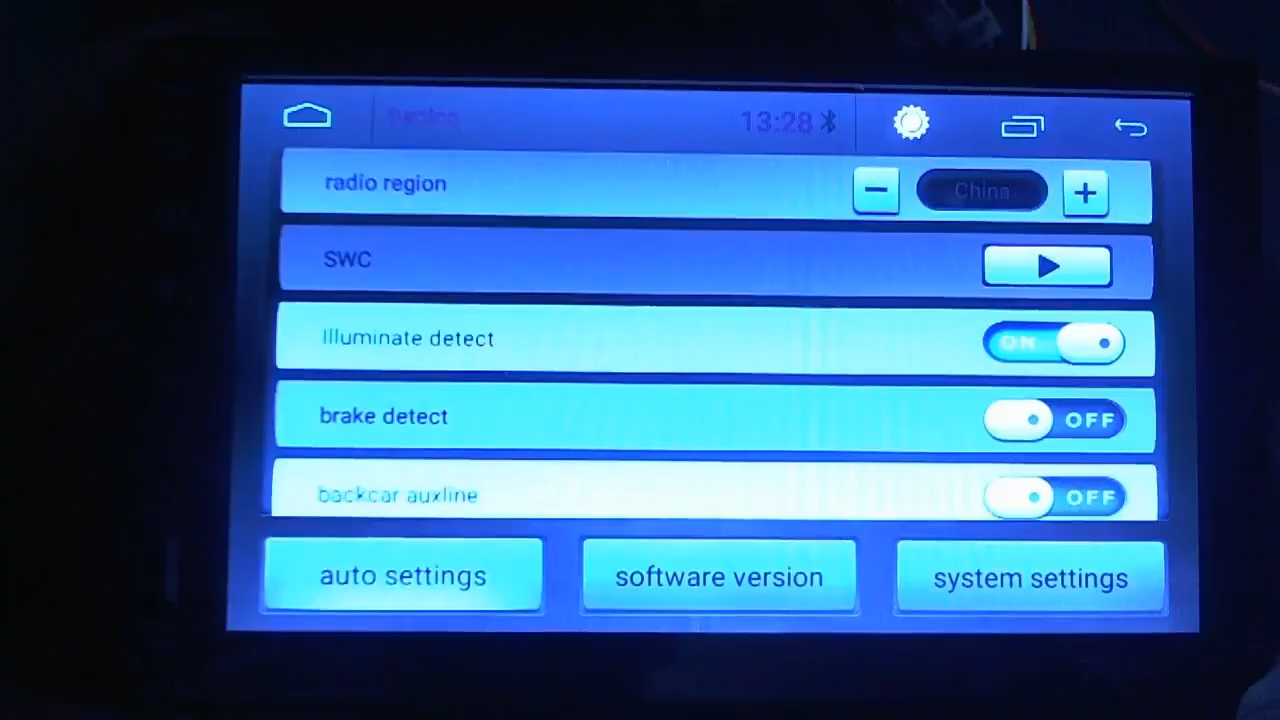 13:28
radio region
China
SWC
Illuminate detect
ON
brake detect
OFF
backcar auxline
OFF
auto settings
software version
system settings